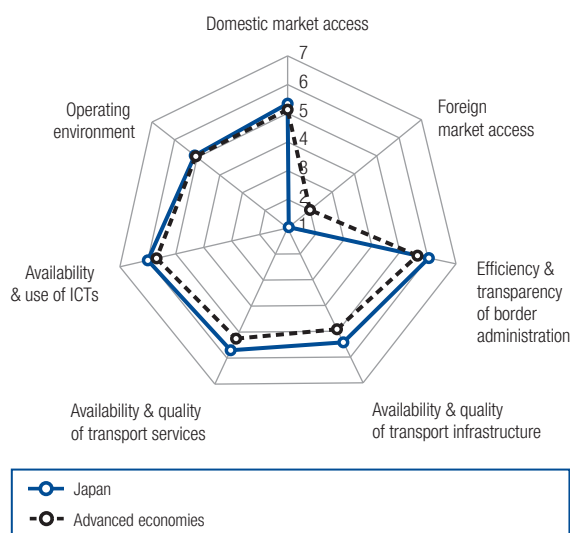 Domestic market access
7
6
5
4
3
2
1
Foreign
market access
Efficiency &
transparency
of border
administration
Availability & quality
of transport infrastructure
Availability & quality
of transport services
Availability
& use of ICTs
Operating
environment
Japan
Advanced economies